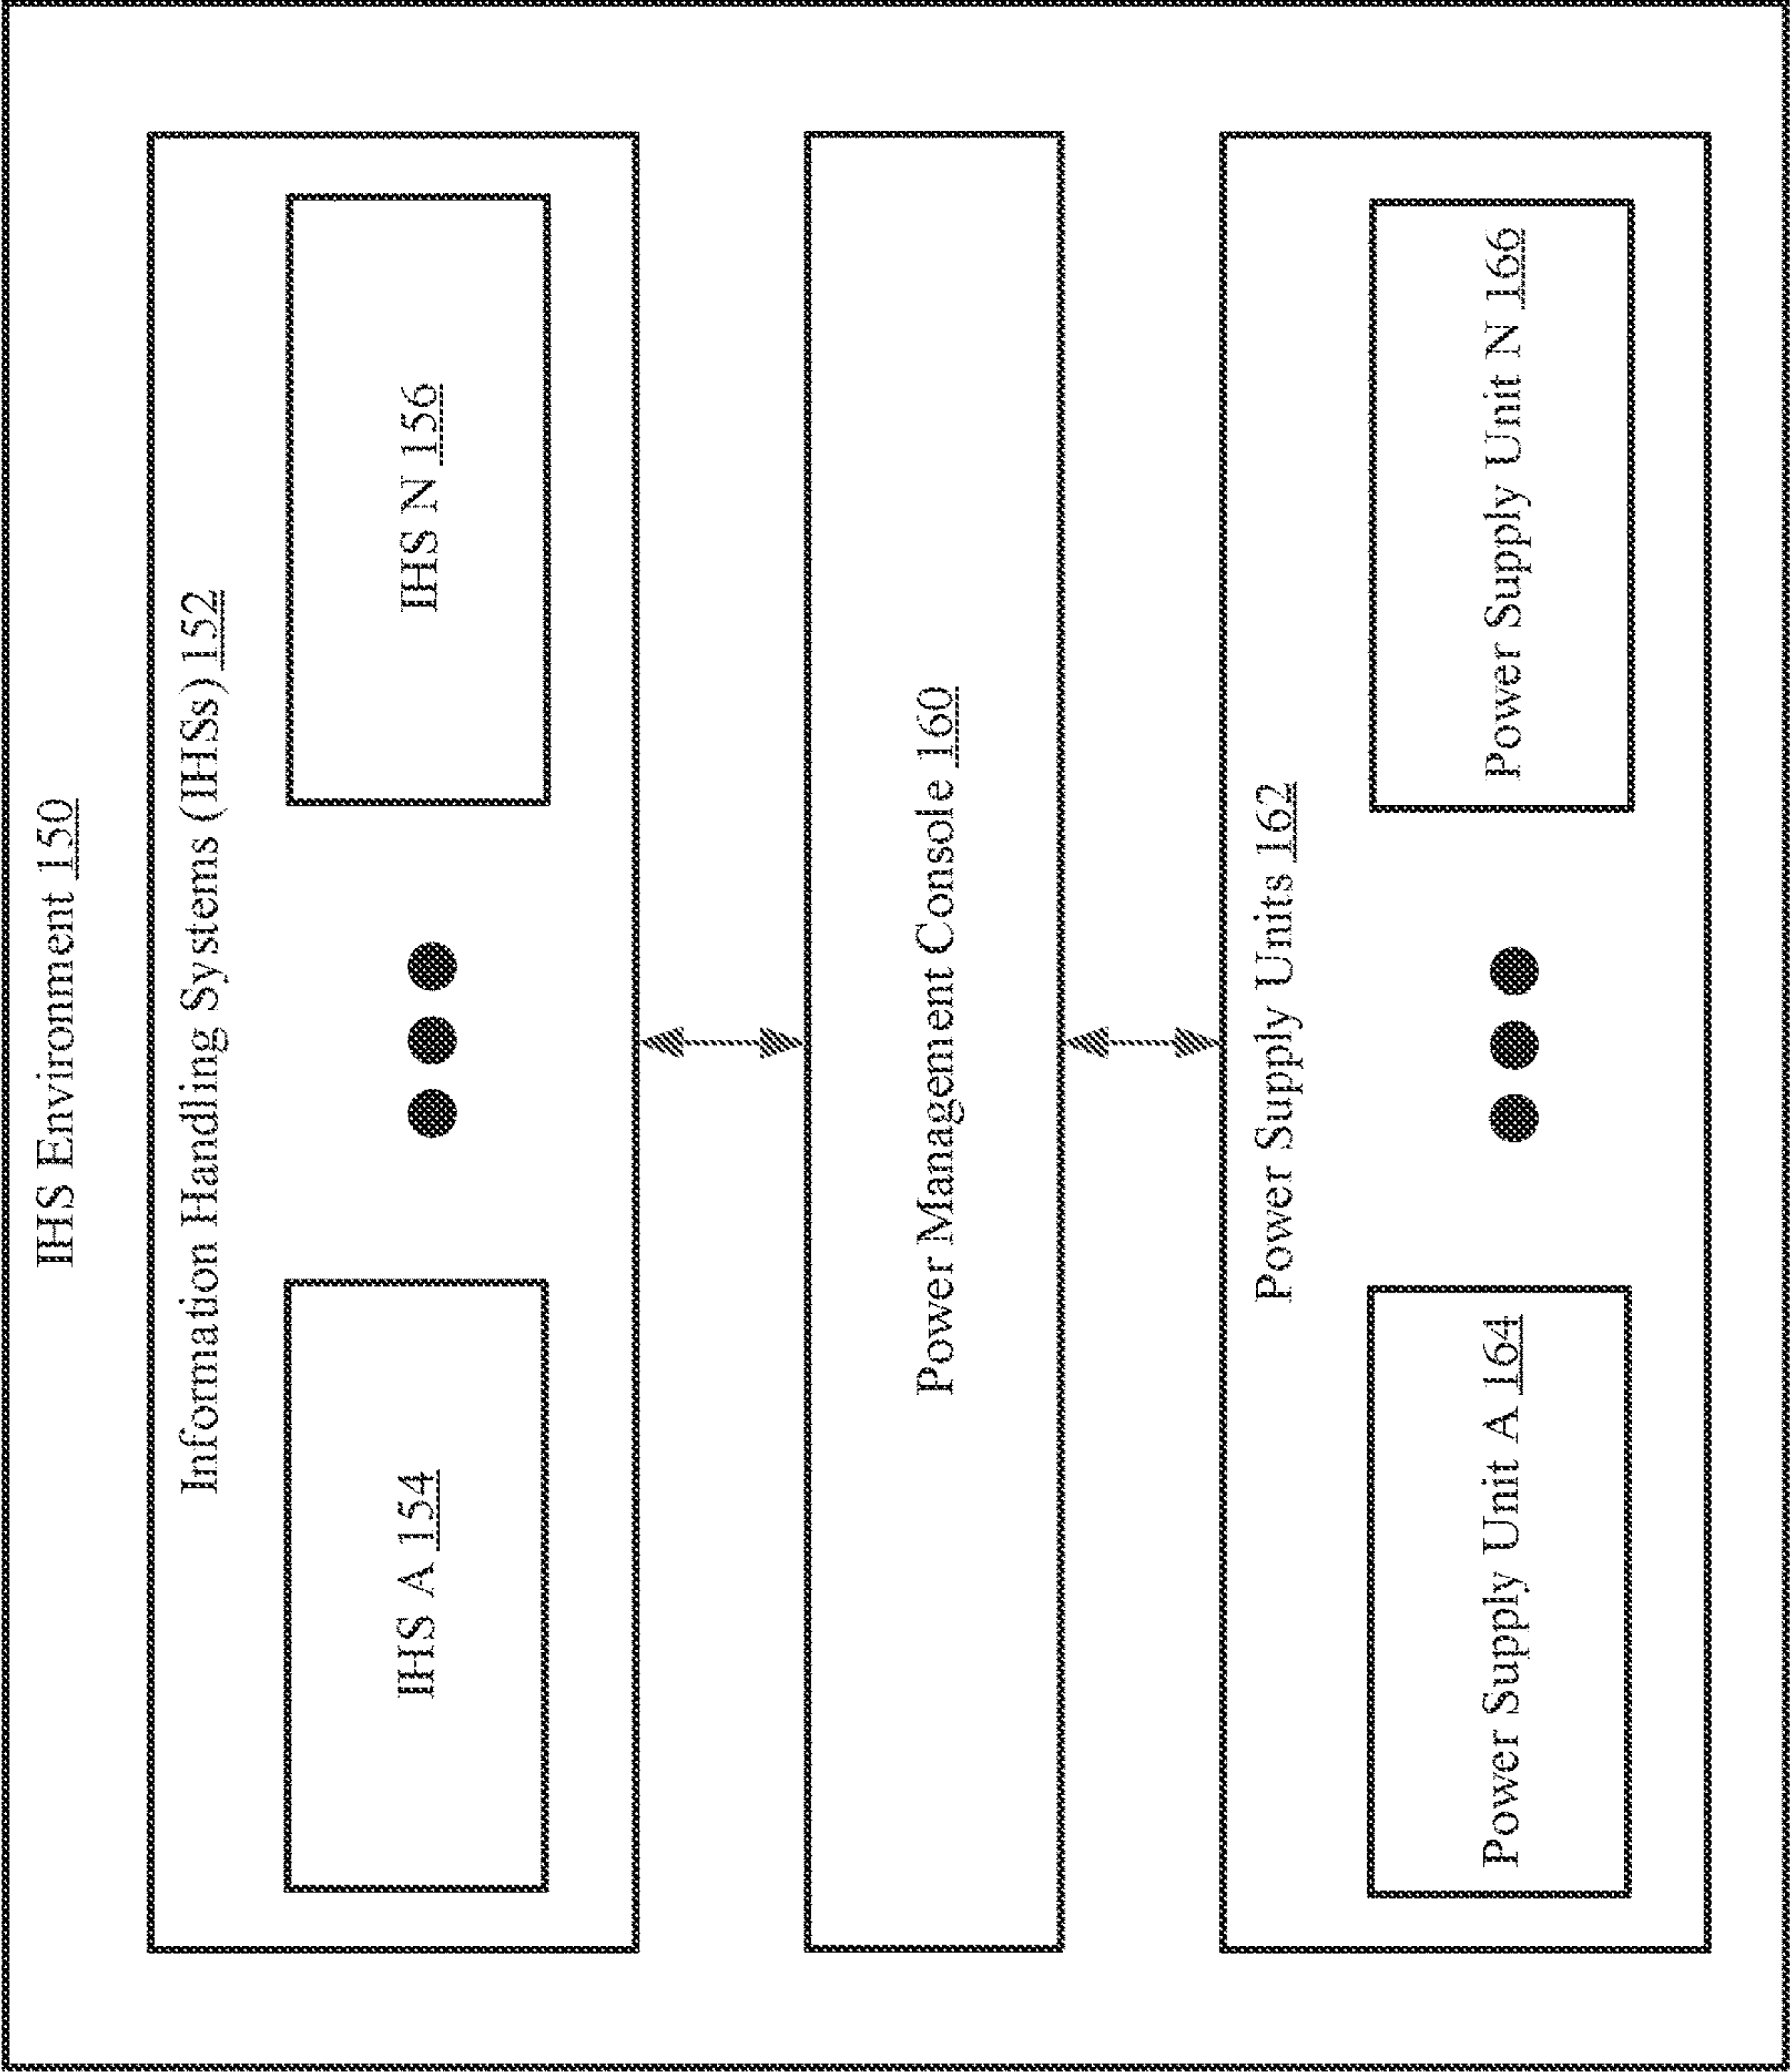 IHS Environment 150
Information Handling Systems (IHSs) 152
IHS A 154
IHS N 156
Power Management Console 160
Power Supply Units 162
Power Supply Unit A 164
Power Supply Unit N 166